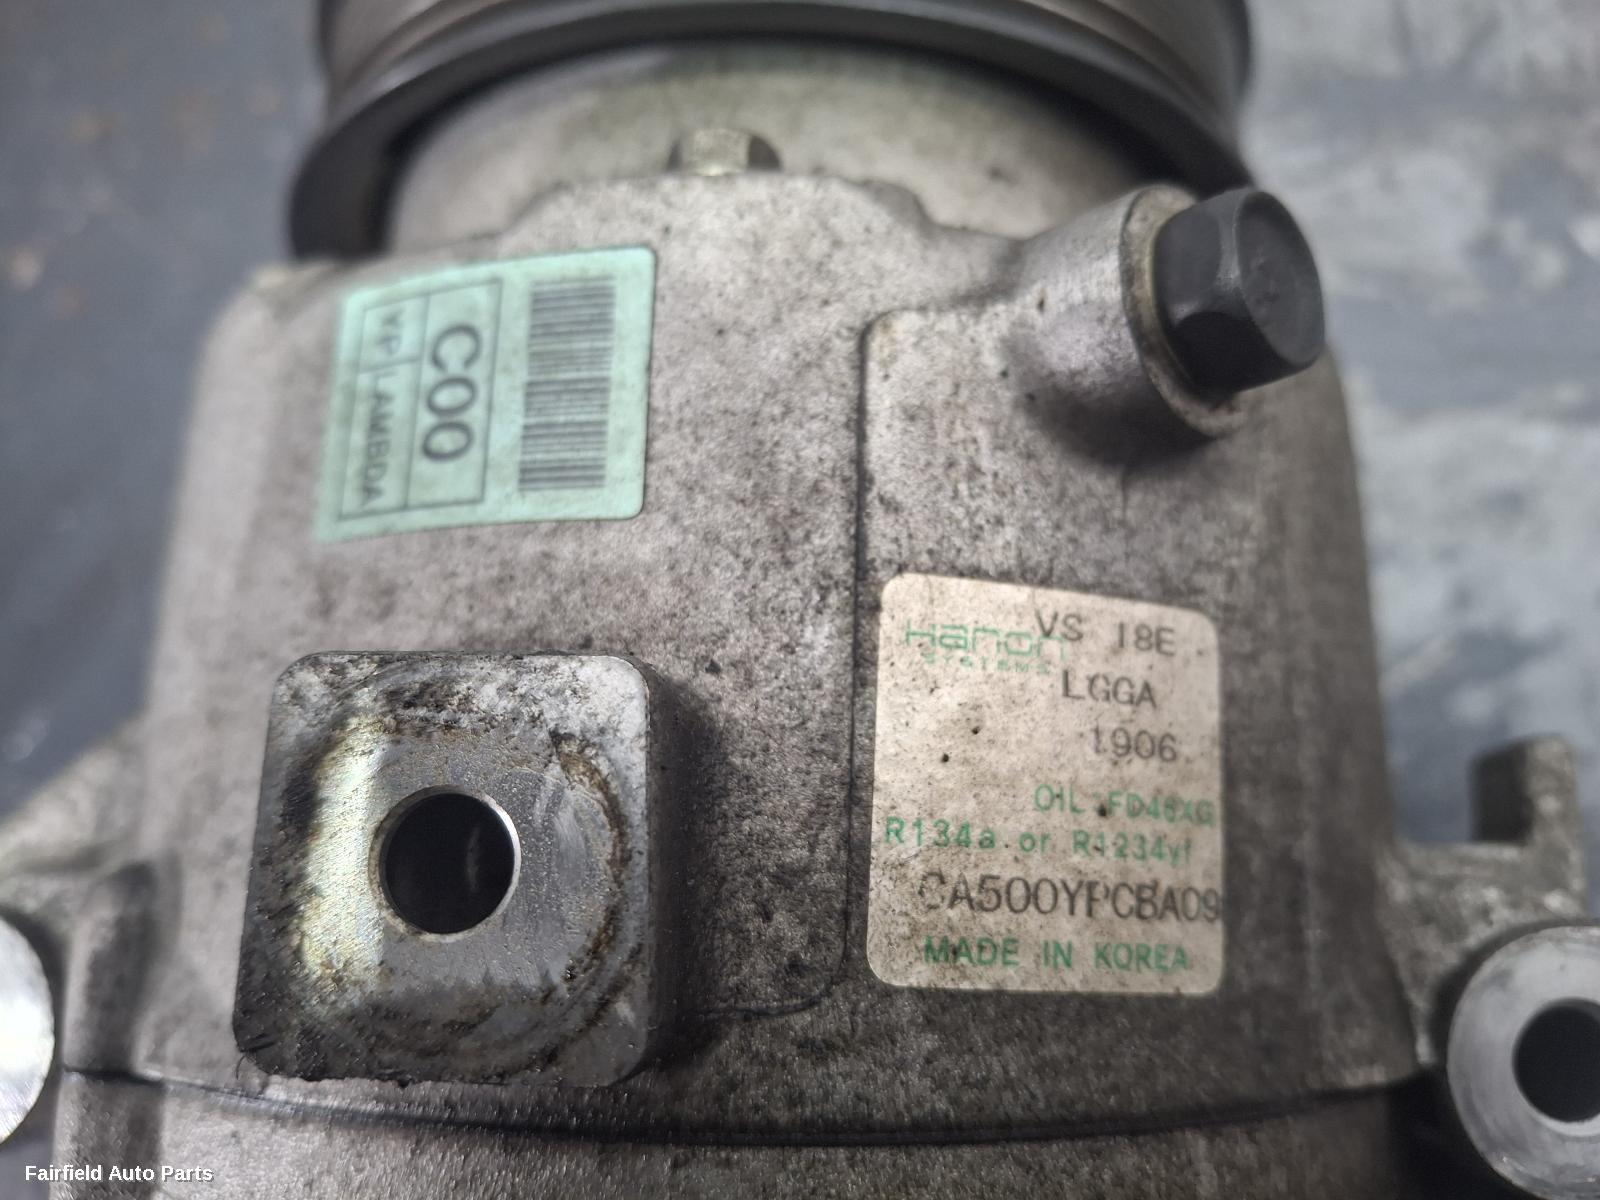 C00
YP LAMBDA
Hanon
SYSTEMS
VS 18E
LGGA
1906
OIL:FD46XG
R134a or R1234yf
CA500YPCBA09
MADE IN KOREA
Fairfield Auto Parts